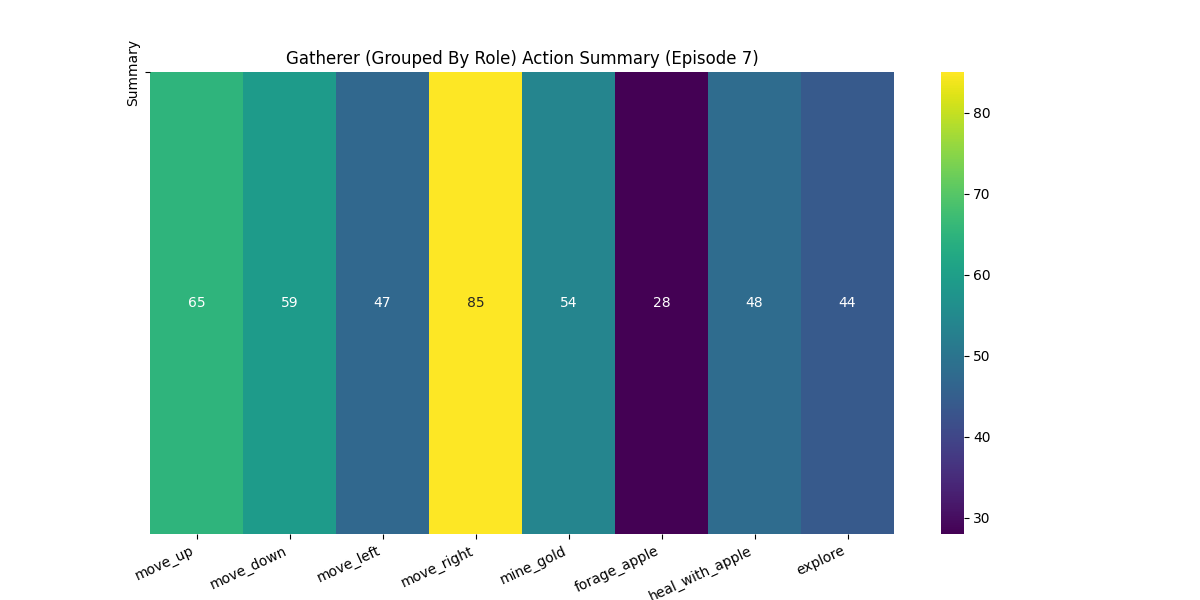 Gatherer (Grouped By Role) Action Summary (Episode 7)
Summary
65 59 47 85 54 28 48 44
move_up move_down move_left move_right mine_gold forage_apple heal_with_apple explore
80
70
60
50
40
30